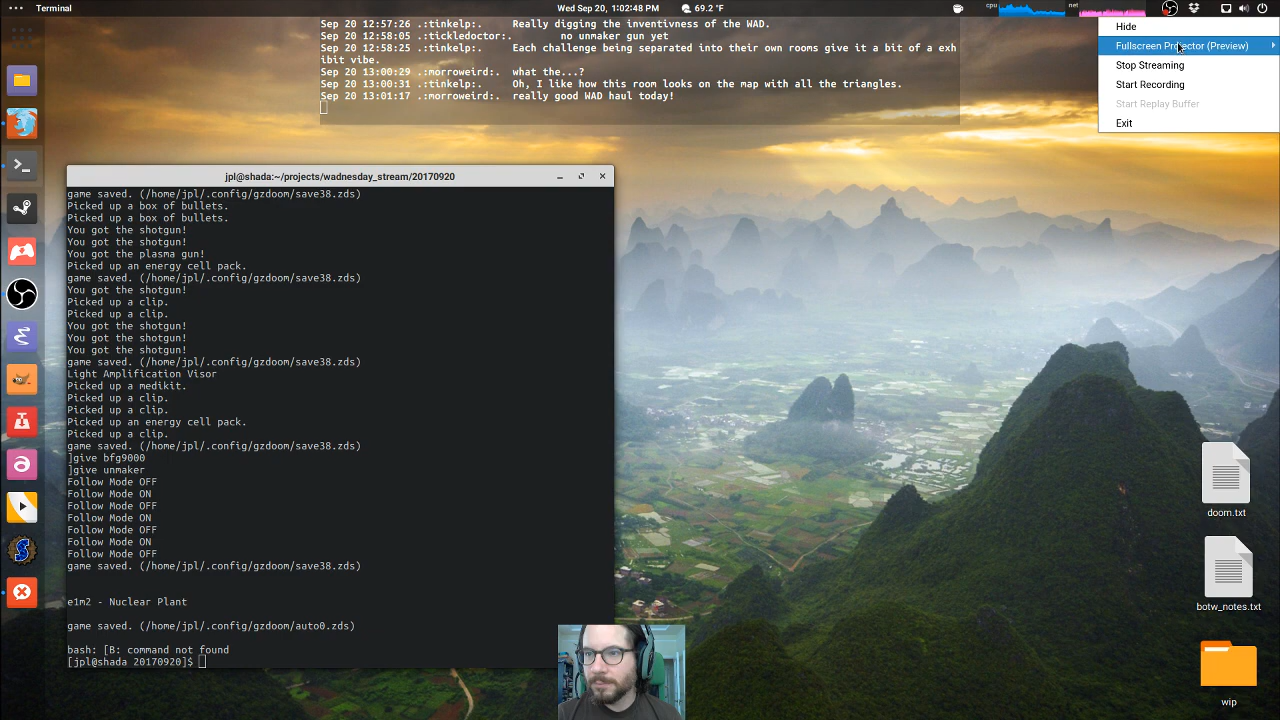 Terminal
Wed Sep 20, 1:02:48 PM
69.2 °F
cpu
net
Sep 20 12:57:26 .:tinkelp:. Really digging the inventivness of the WAD.
Sep 20 12:58:05 .:tickledoctor:. no unmaker gun yet
Sep 20 12:58:25 .:tinkelp:. Each challenge being separated into their own rooms give it a bit of a exh
ibit vibe.
Sep 20 13:00:29 .:morroweird:. what the...?
Sep 20 13:00:31 .:tinkelp:. Oh, I like how this room looks on the map with all the triangles.
Sep 20 13:01:17 .:morroweird:. really good WAD haul today!
Hide
Fullscreen Projector (Preview)
Stop Streaming
Start Recording
Start Replay Buffer
Exit
jpl@shada:~/projects/wadnesday_stream/20170920
game saved. (/home/jpl/.config/gzdoom/save38.zds)
Picked up a box of bullets.
Picked up a box of bullets.
You got the shotgun!
You got the shotgun!
You got the plasma gun!
Picked up an energy cell pack.
game saved. (/home/jpl/.config/gzdoom/save38.zds)
You got the shotgun!
Picked up a clip.
Picked up a clip.
You got the shotgun!
You got the shotgun!
You got the shotgun!
game saved. (/home/jpl/.config/gzdoom/save38.zds)
Light Amplification Visor
Picked up a medikit.
Picked up a clip.
Picked up a clip.
Picked up an energy cell pack.
Picked up a clip.
game saved. (/home/jpl/.config/gzdoom/save38.zds)
]give bfg9000
]give unmaker
Follow Mode OFF
Follow Mode ON
Follow Mode OFF
Follow Mode ON
Follow Mode OFF
Follow Mode ON
Follow Mode OFF
game saved. (/home/jpl/.config/gzdoom/save38.zds)
e1m2 - Nuclear Plant
game saved. (/home/jpl/.config/gzdoom/auto0.zds)
bash: [B: command not found
[jpl@shada 20170920]$
doom.txt
botw_notes.txt
wip